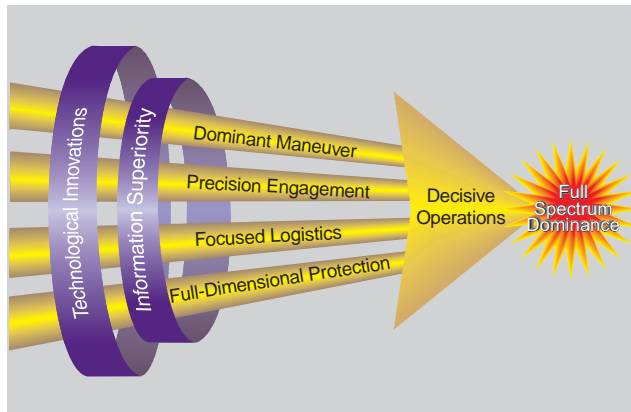 Technological Innovations
Information Superiority
Dominant Maneuver
Precision Engagement
Focused Logistics
Full-Dimensional Protection
Decisive
Operations
Full
Spectrum
Dominance